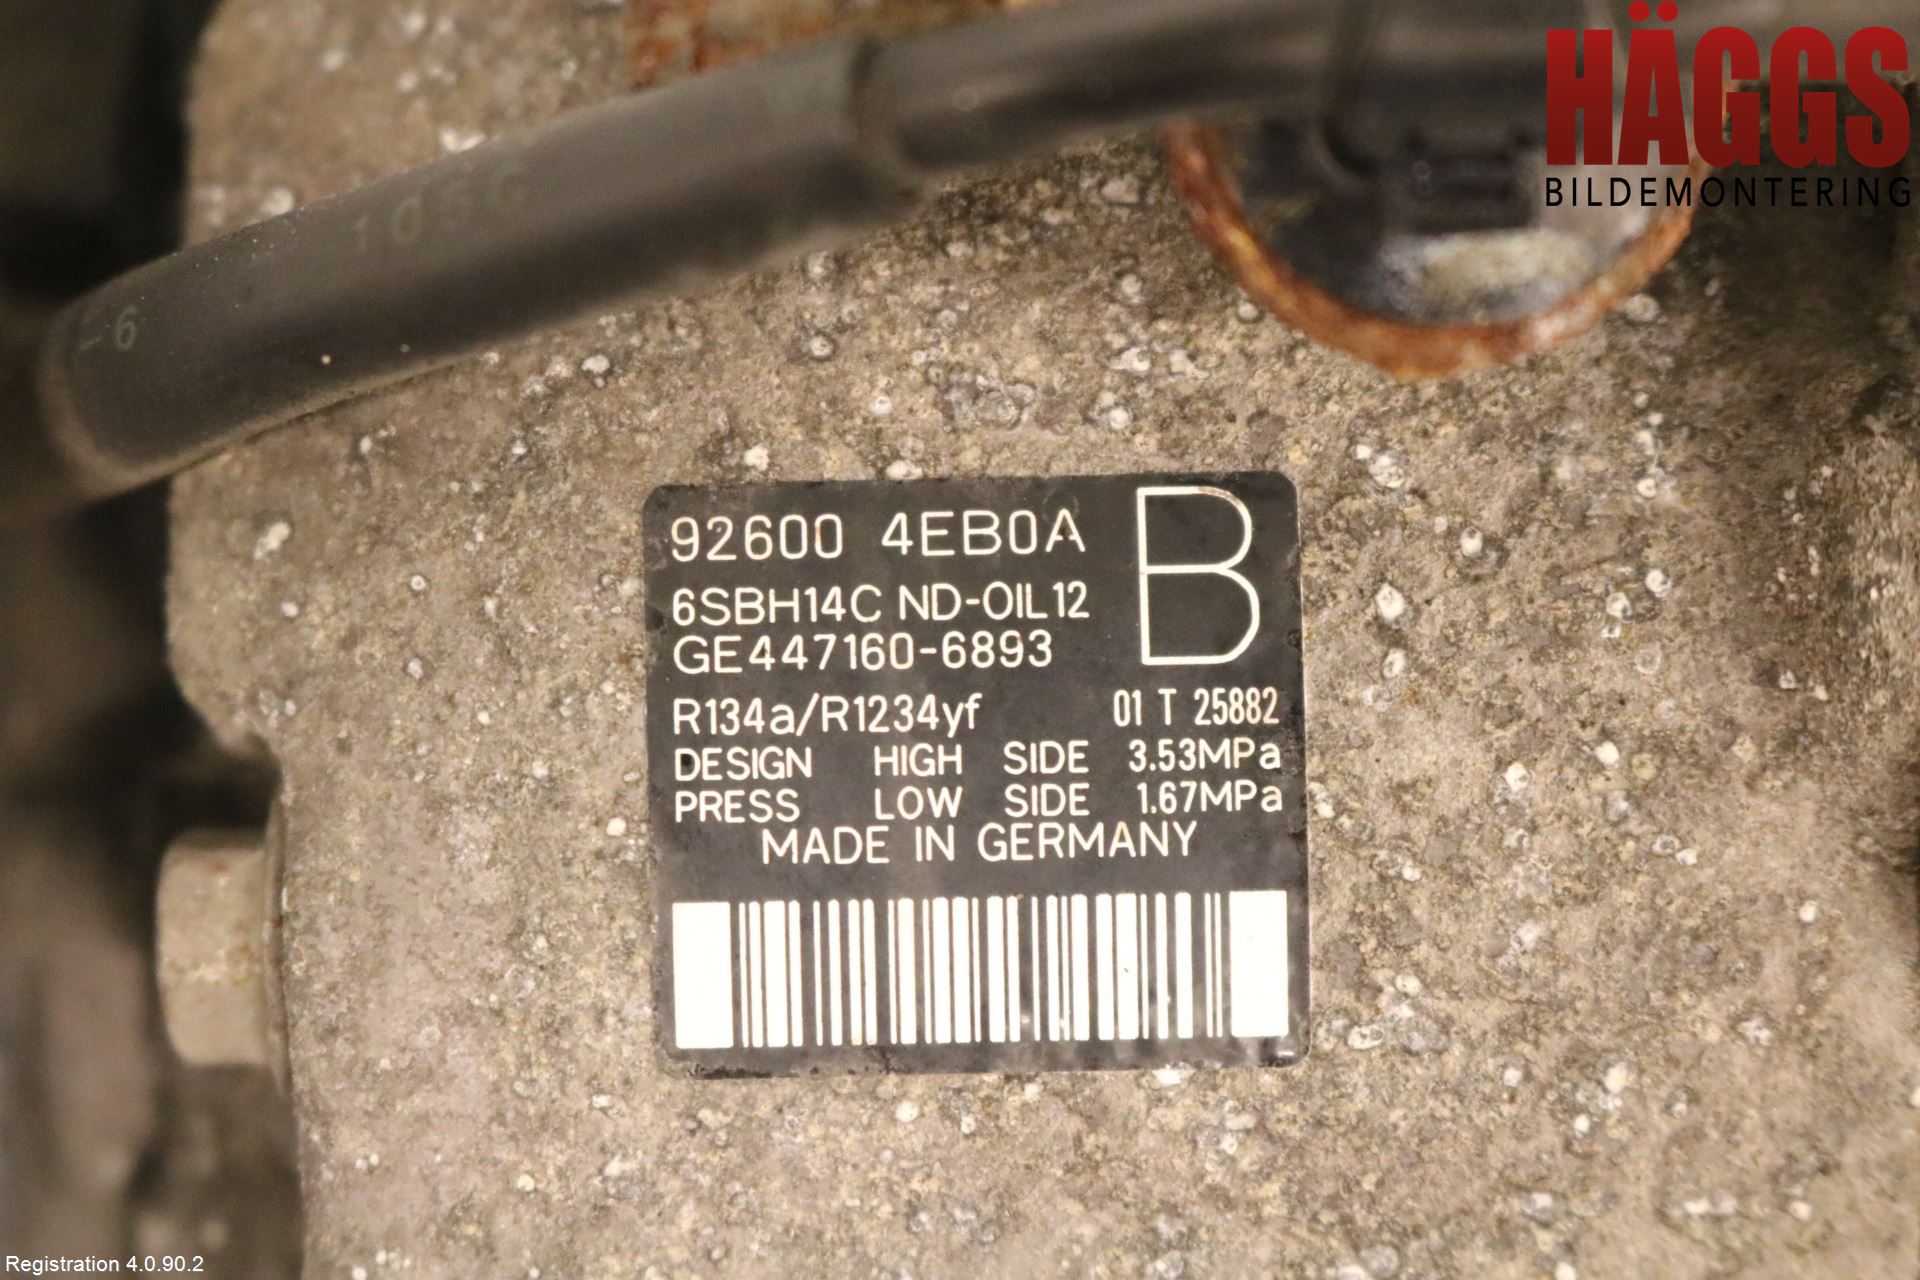 HÄGGS
BILDEMONTERING
92600 4EB0A B
6SBH14C ND-OIL12
GE447160-6893
R134a/R1234yf 01 T 25882
DESIGN HIGH SIDE 3.53MPa
PRESS LOW SIDE 1.67MPa
MADE IN GERMANY
Registration 4.0.90.2